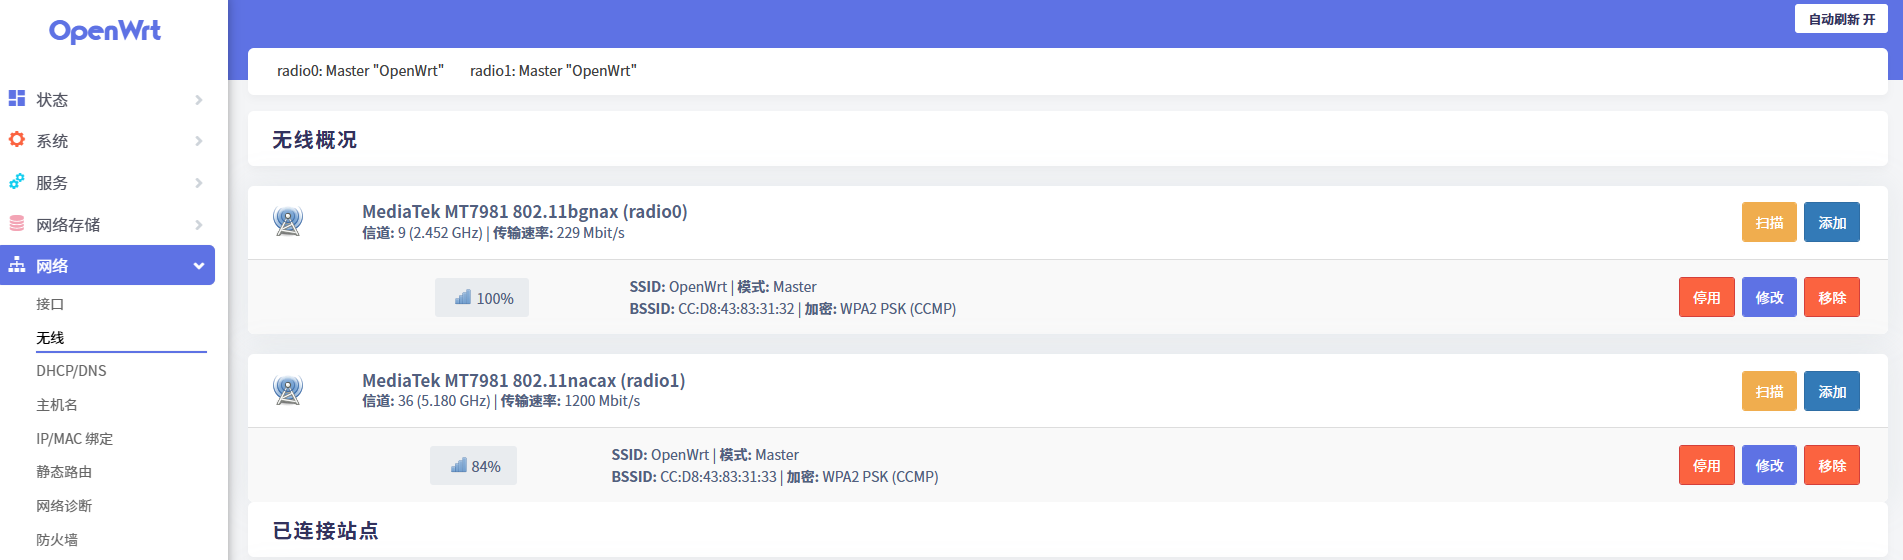 OpenWrt
自动刷新 开
状态
系统
服务
网络存储
网络
接口
无线
DHCP/DNS
主机名
IP/MAC 绑定
静态路由
网络诊断
防火墙
radio0: Master "OpenWrt"
radio1: Master "OpenWrt"
无线概况
MediaTek MT7981 802.11bgnax (radio0)
信道: 9 (2.452 GHz) | 传输速率: 229 Mbit/s
扫描
添加
100%
SSID: OpenWrt | 模式: Master
BSSID: CC:D8:43:83:31:32 | 加密: WPA2 PSK (CCMP)
停用
修改
移除
MediaTek MT7981 802.11nacax (radio1)
信道: 36 (5.180 GHz) | 传输速率: 1200 Mbit/s
扫描
添加
84%
SSID: OpenWrt | 模式: Master
BSSID: CC:D8:43:83:31:33 | 加密: WPA2 PSK (CCMP)
停用
修改
移除
已连接站点